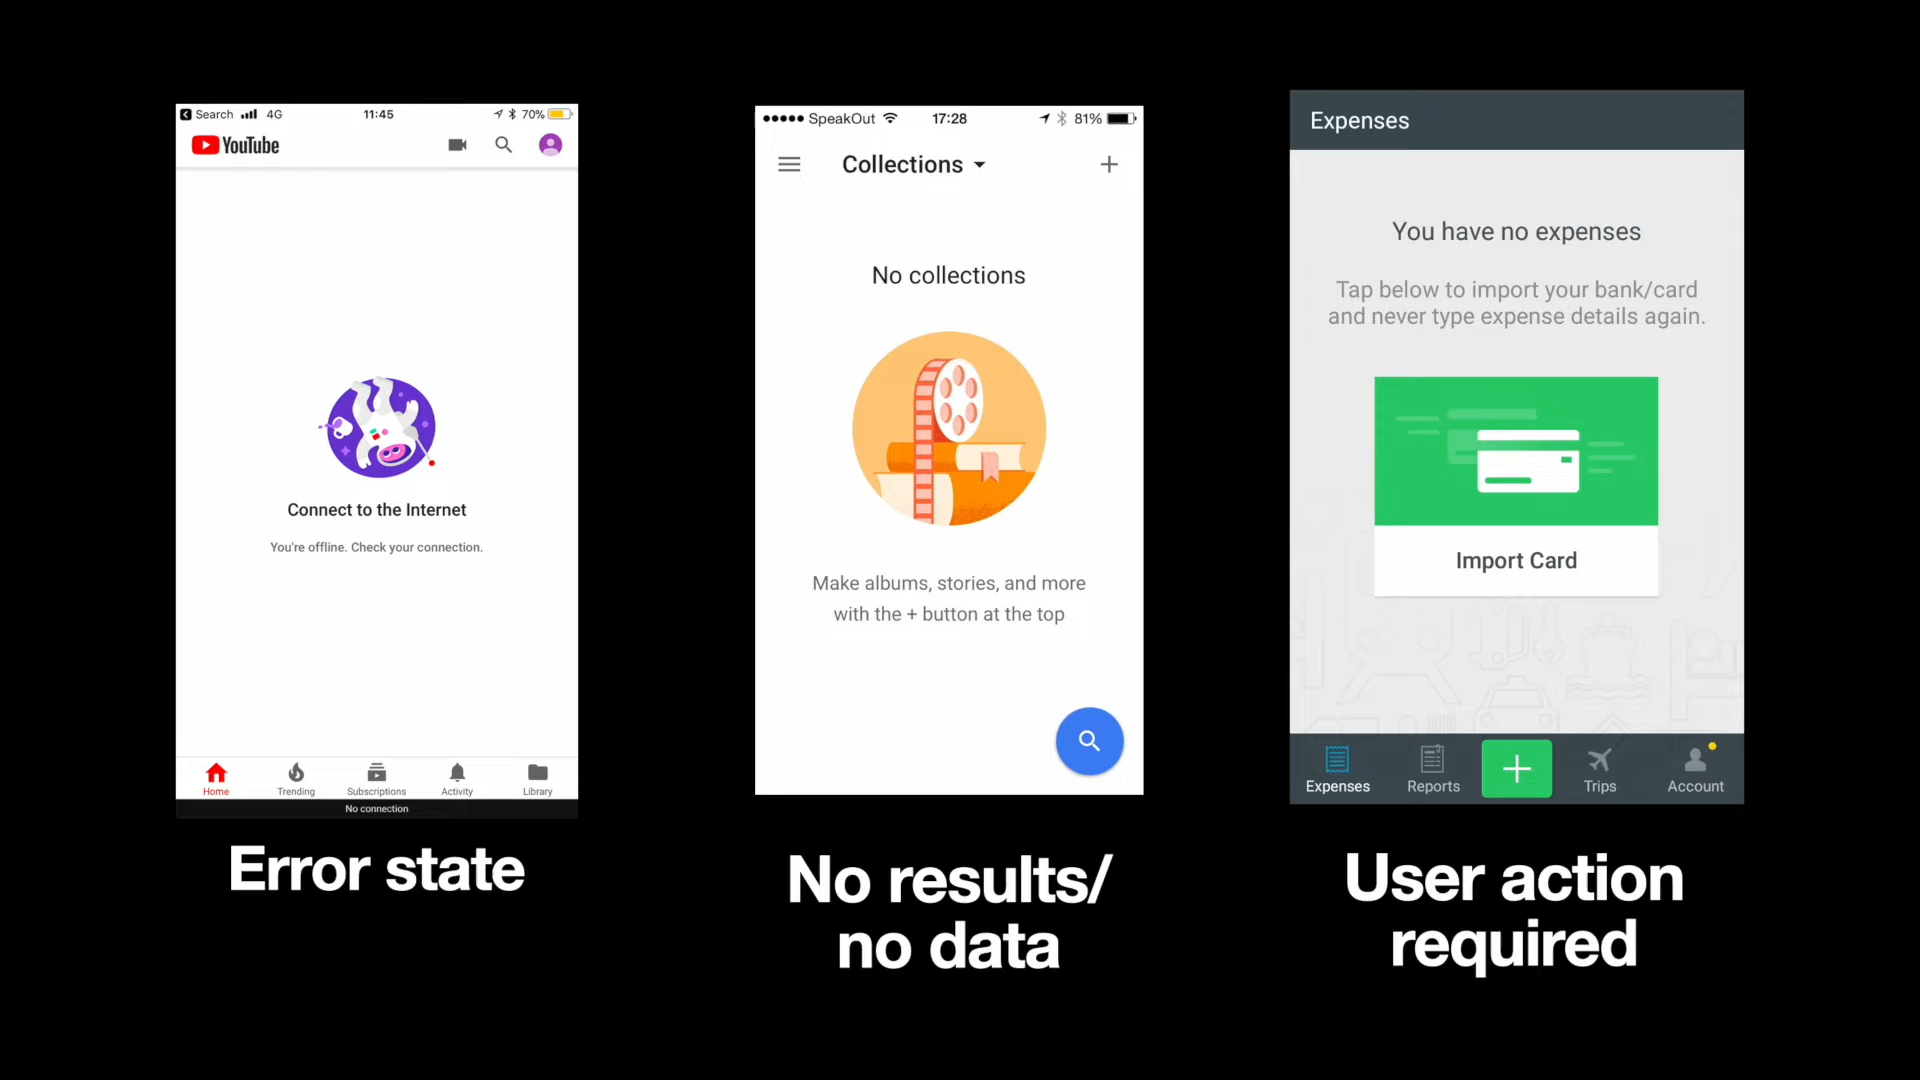 Search 4G 11:45 70%
YouTube
Connect to the Internet
You're offline. Check your connection.
Home Trending Subscriptions Activity Library
No connection
Error state
SpeakOut 17:28 81%
Collections
No collections
Make albums, stories, and more
with the + button at the top
No results/
no data
Expenses
You have no expenses
Tap below to import your bank/card
and never type expense details again.
Import Card
Expenses Reports Trips Account
User action
required